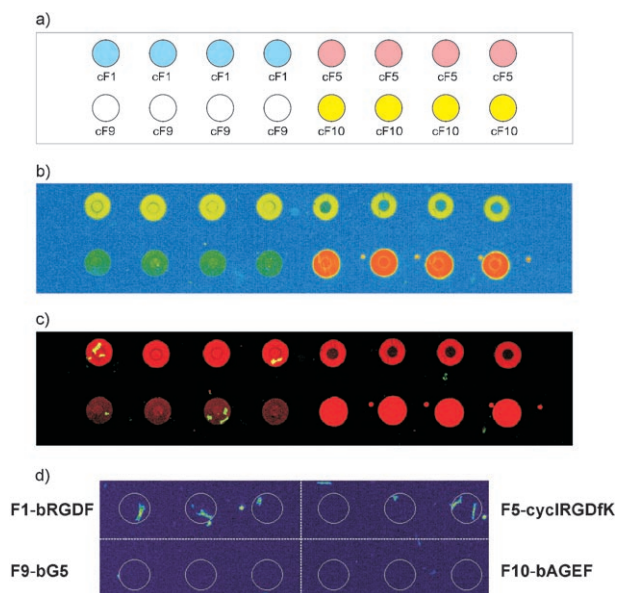 a)
cF1 cF1 cF1 cF1 cF5 cF5 cF5 cF5
cF9 cF9 cF9 cF9 cF10 cF10 cF10 cF10
b)
c)
d)
F1-bRGDF F5-cyclRGDfK
F9-bG5 F10-bAGEF